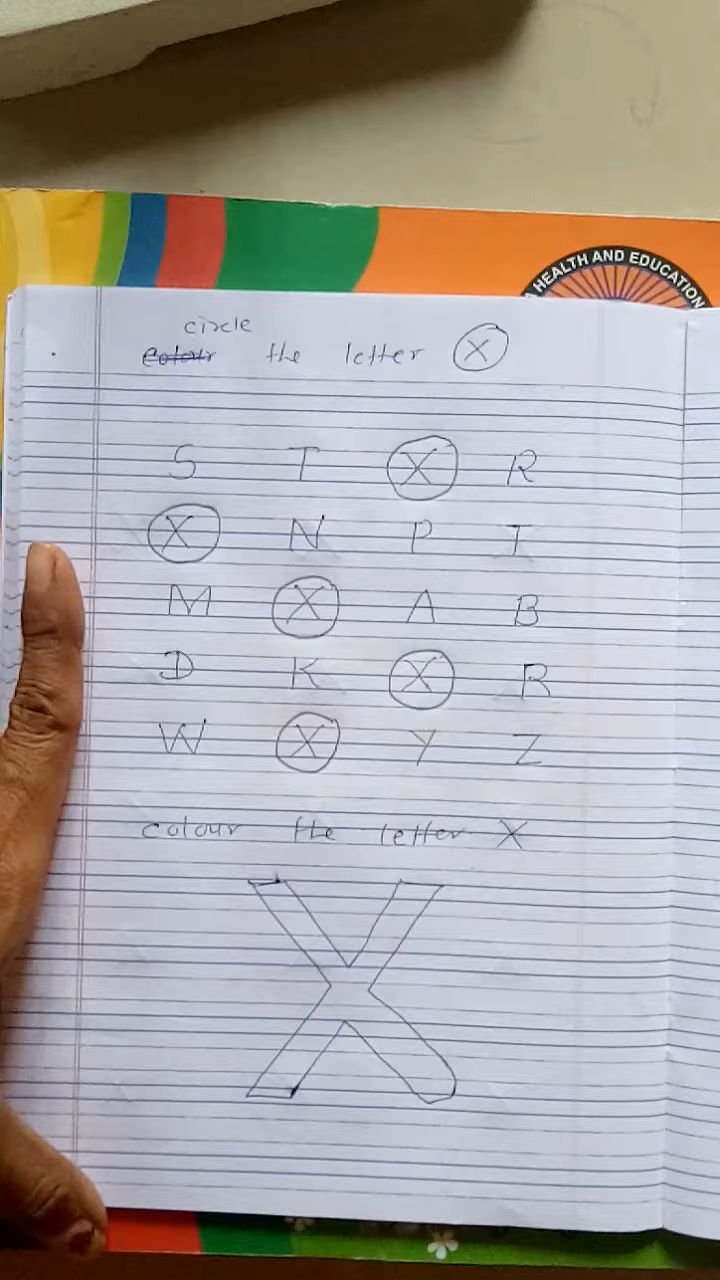 HEALTH AND EDUCATION
circle
colour the letter X
S T X R
X N P I
M X A B
D K X R
W X Y Z
colour the letter X